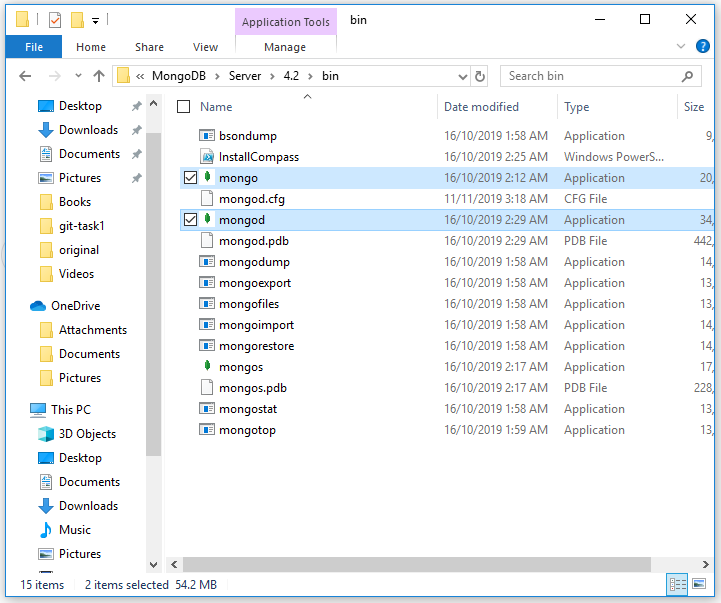 Application Tools bin
File Home Share View Manage
« MongoDB > Server > 4.2 > bin Search bin
Name Date modified Type Size
Desktop
Downloads
Documents
Pictures
Books
git-task1
original
Videos
OneDrive
Attachments
Documents
Pictures
This PC
3D Objects
Desktop
Documents
Downloads
Music
Pictures
bsondump 16/10/2019 1:58 AM Application 9,
InstallCompass 16/10/2019 2:25 AM Windows PowerS...
mongo 16/10/2019 2:12 AM Application 20,
mongod.cfg 11/11/2019 3:18 AM CFG File
mongod 16/10/2019 2:29 AM Application 34,
mongod.pdb 16/10/2019 2:29 AM PDB File 442,
mongodump 16/10/2019 1:58 AM Application 14,
mongoexport 16/10/2019 1:58 AM Application 13,
mongofiles 16/10/2019 1:58 AM Application 13,
mongoimport 16/10/2019 1:58 AM Application 14,
mongorestore 16/10/2019 1:58 AM Application 14,
mongos 16/10/2019 2:17 AM Application 17,
mongos.pdb 16/10/2019 2:17 AM PDB File 228,
mongostat 16/10/2019 1:58 AM Application 13,
mongotop 16/10/2019 1:59 AM Application 13,
15 items 2 items selected 54.2 MB